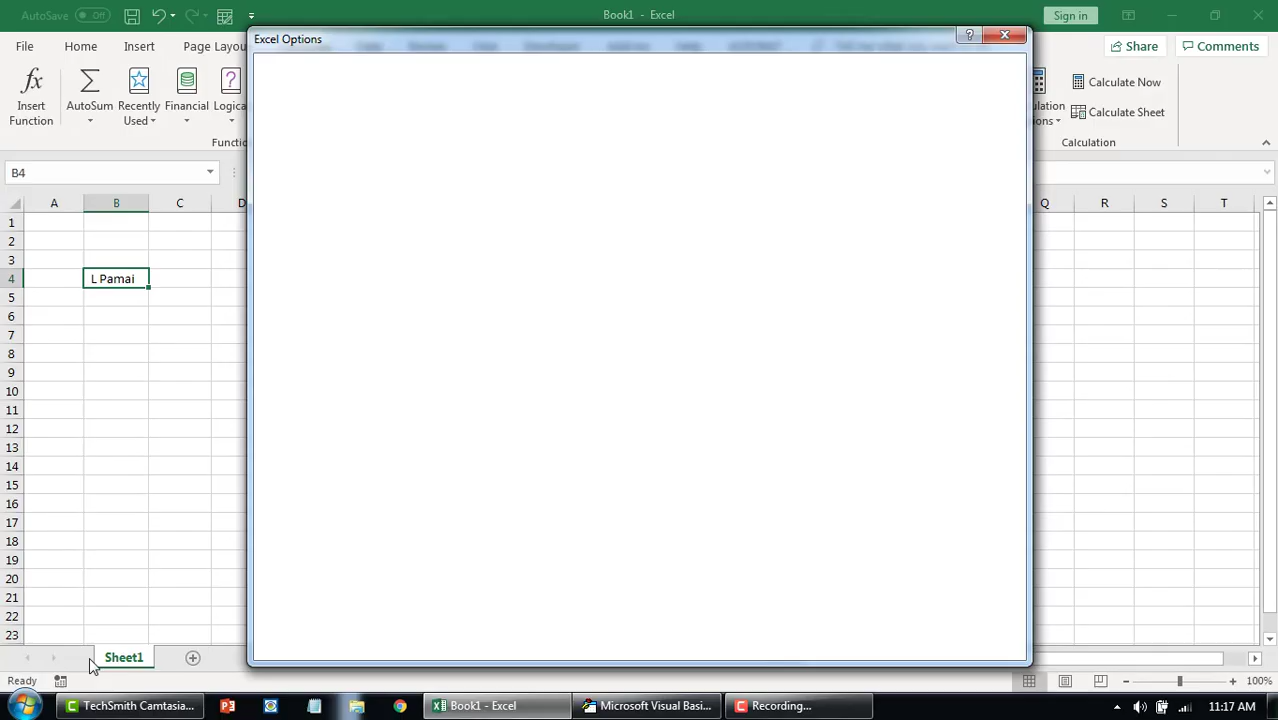 AutoSave Off
Book1 - Excel
Sign in
Excel Options
File Home Insert Page Layou
Share Comments
Insert Function
AutoSum
Recently Used
Financial
Logica
Calculate Now
Calculate Sheet
Calculation
B4
A B C D Q R S T
1
2
3
4 L Pamai
5
6
7
8
9
10
11
12
13
14
15
16
17
18
19
20
21
22
23
Sheet1
Ready
100%
TechSmith Camtasia...
Book1 - Excel
Microsoft Visual Basi...
Recording...
11:17 AM